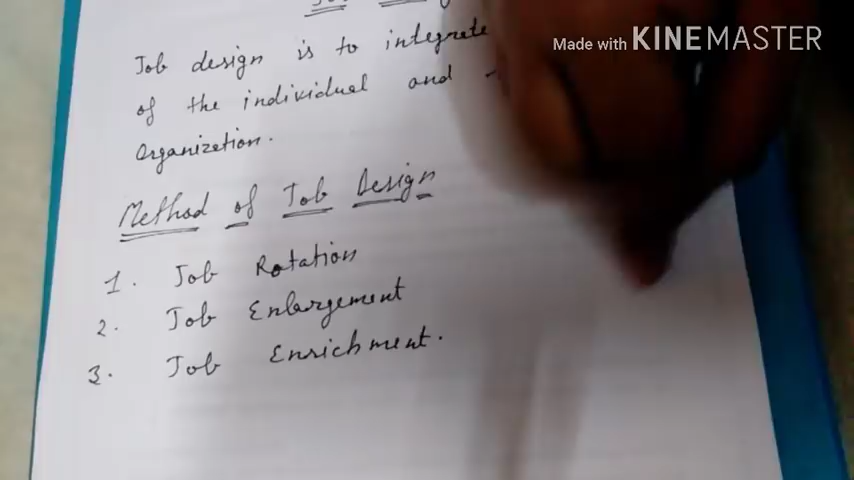 Made with KINEMASTER
Job design is to integrate
of the individual and
Organization.
Method of Job Design
1. Job Rotation
2. Job Enlargement
3. Job Enrichment.